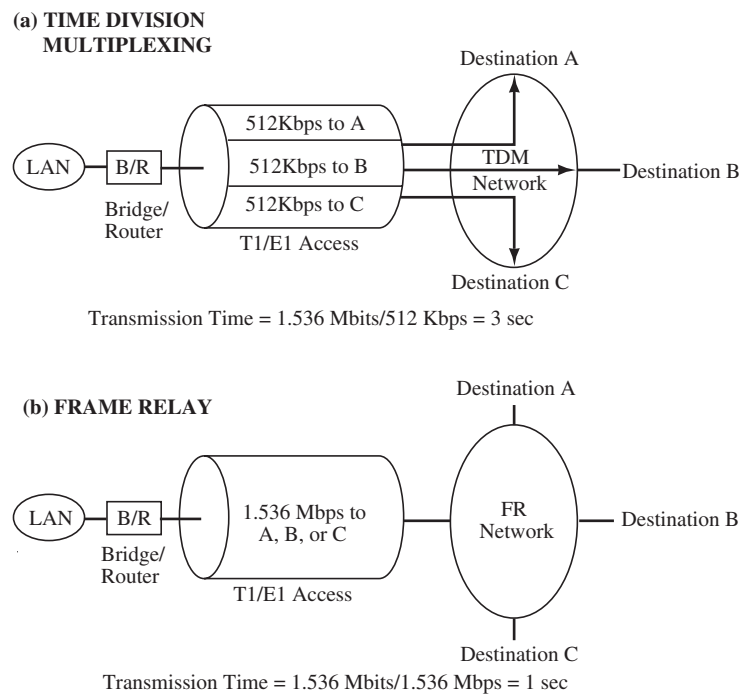 (a) TIME DIVISION
MULTIPLEXING
Destination A
512Kbps to A
LAN
B/R
512Kbps to B
TDM
Network
Destination B
Bridge/
Router
512Kbps to C
T1/E1 Access
Destination C
Transmission Time = 1.536 Mbits/512 Kbps = 3 sec
(b) FRAME RELAY
Destination A
LAN
B/R
1.536 Mbps to
A, B, or C
FR
Network
Destination B
Bridge/
Router
T1/E1 Access
Destination C
Transmission Time = 1.536 Mbits/1.536 Mbps = 1 sec